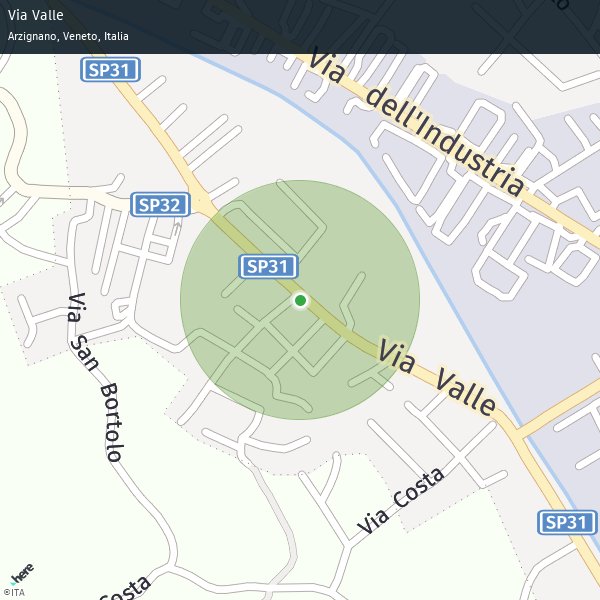 Via Valle
Arzignano, Veneto, Italia
SP31
Via dell'Industria
SP32
SP31
Via San Bortolo
Via Valle
Via Costa
SP31
Costa
here
©ITA